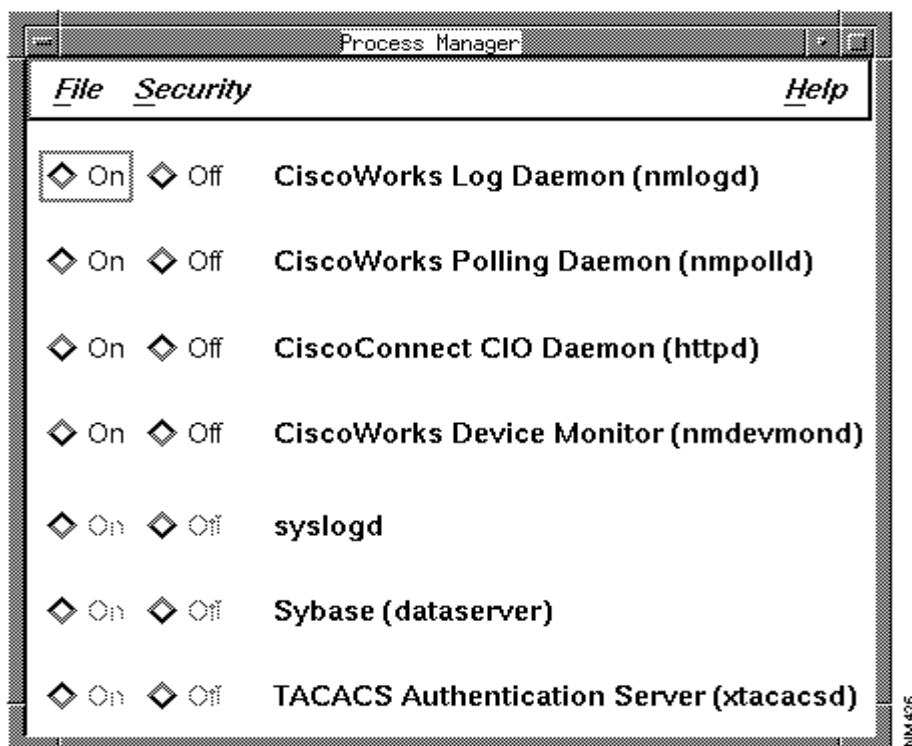 Process Manager
File Security Help
On Off CiscoWorks Log Daemon (nmlogd)
On Off CiscoWorks Polling Daemon (nmpolld)
On Off CiscoConnect CIO Daemon (httpd)
On Off CiscoWorks Device Monitor (nmdevmond)
On Off syslogd
On Off Sybase (dataserver)
On Off TACACS Authentication Server (xtacacsd)
NM426